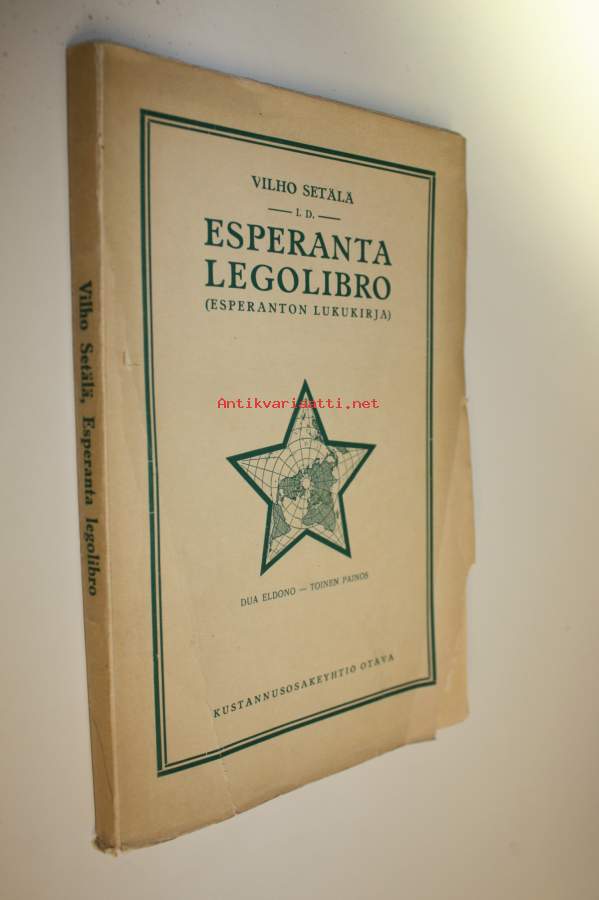 VILHO SETÄLÄ
— I. D. —
ESPERANTA
LEGOLIBRO
(ESPERANTON LUKUKIRJA)
Antikvariaatti.net
DUA ELDONO — TOINEN PAINOS
KUSTANNUSOSAKEYHTIÖ OTAVA
Vilho Setälä, Esperanta legolibro